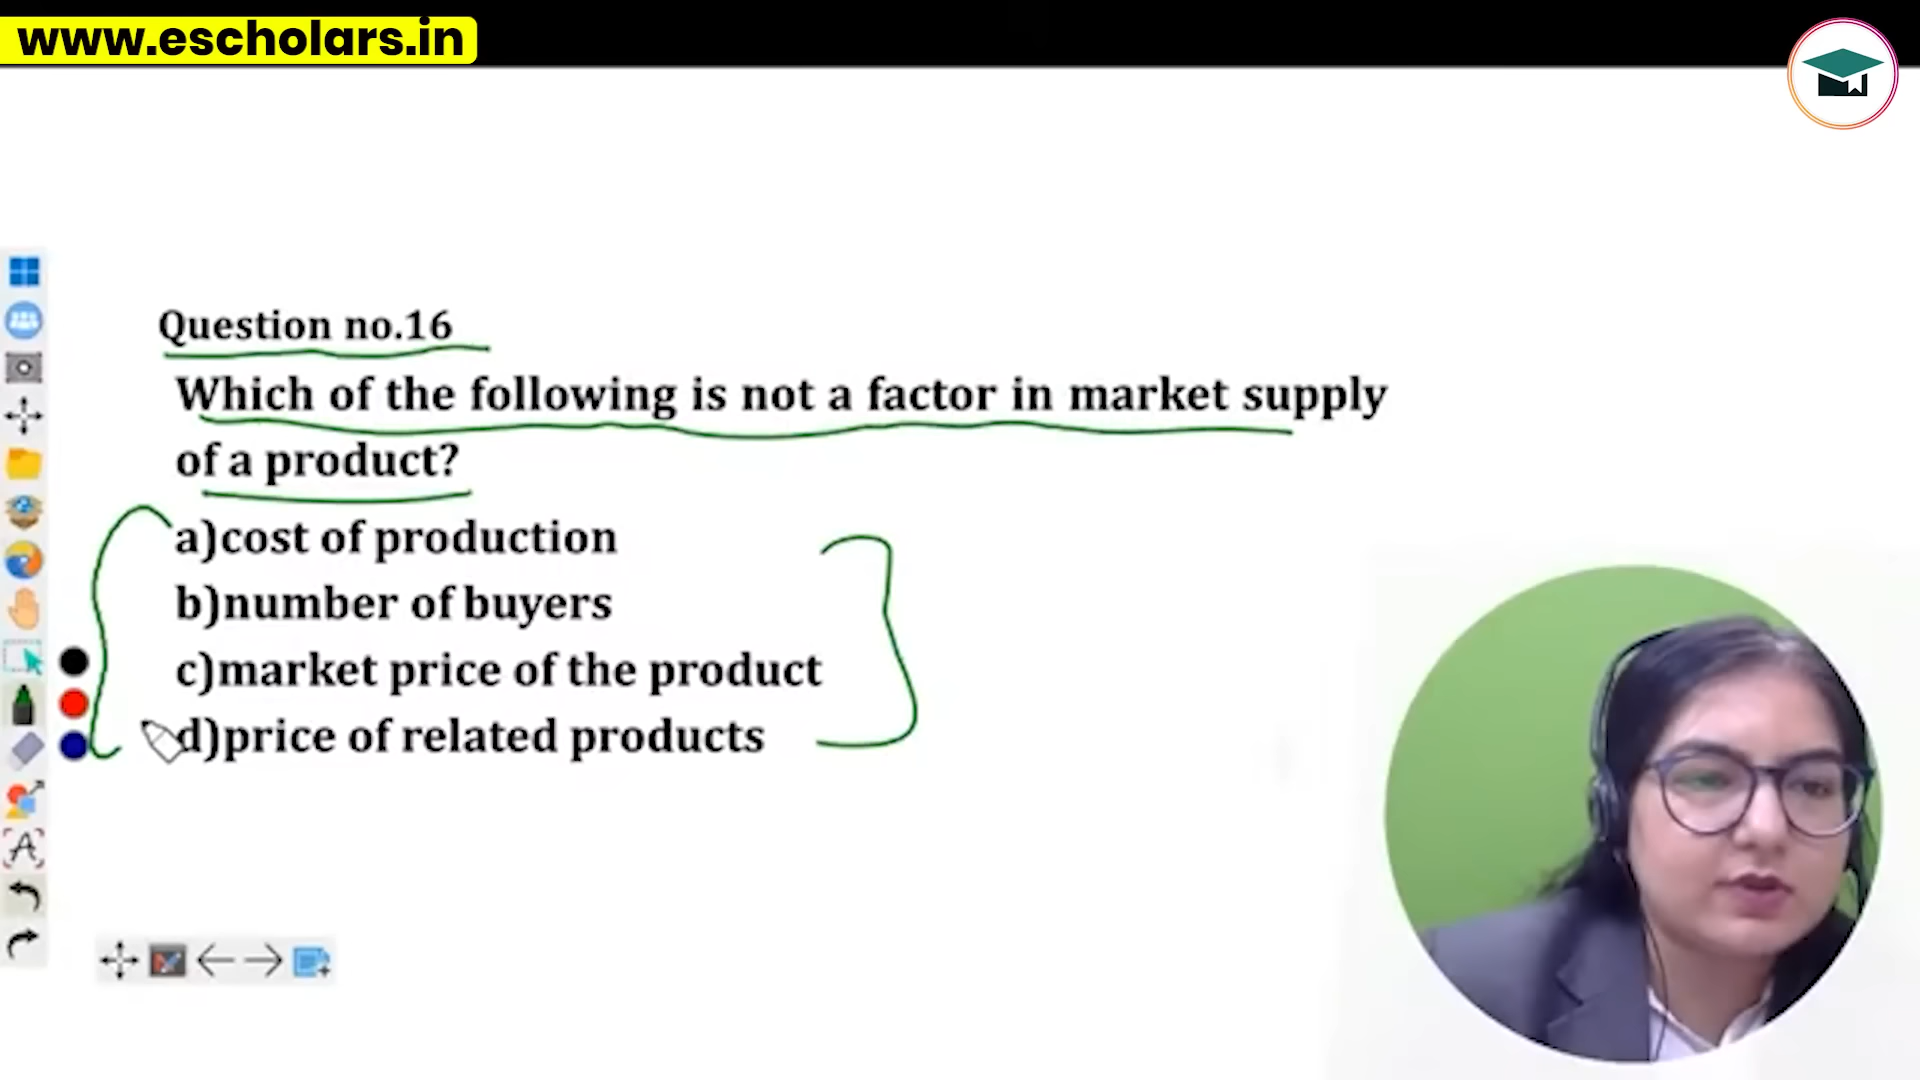 www.escholars.in
Question no.16
Which of the following is not a factor in market supply
of a product?
a)cost of production
b)number of buyers
c)market price of the product
d)price of related products